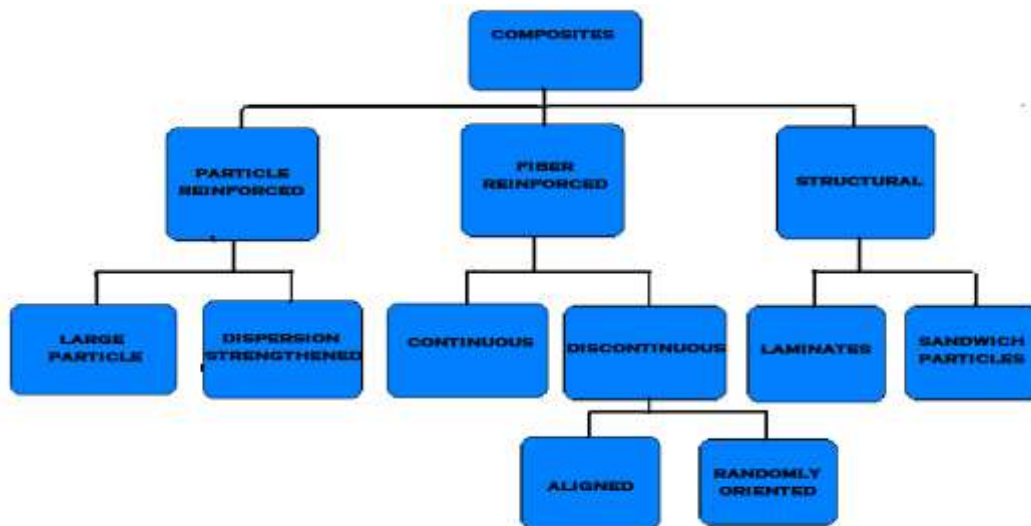 COMPOSITES
PARTICLE
REINFORCED
FIBER
REINFORCED
STRUCTURAL
LARGE
PARTICLE
DISPERSION
STRENGTHENED
CONTINUOUS
DISCONTINUOUS
LAMINATES
SANDWICH
PARTICLES
ALIGNED
RANDOMLY
ORIENTED